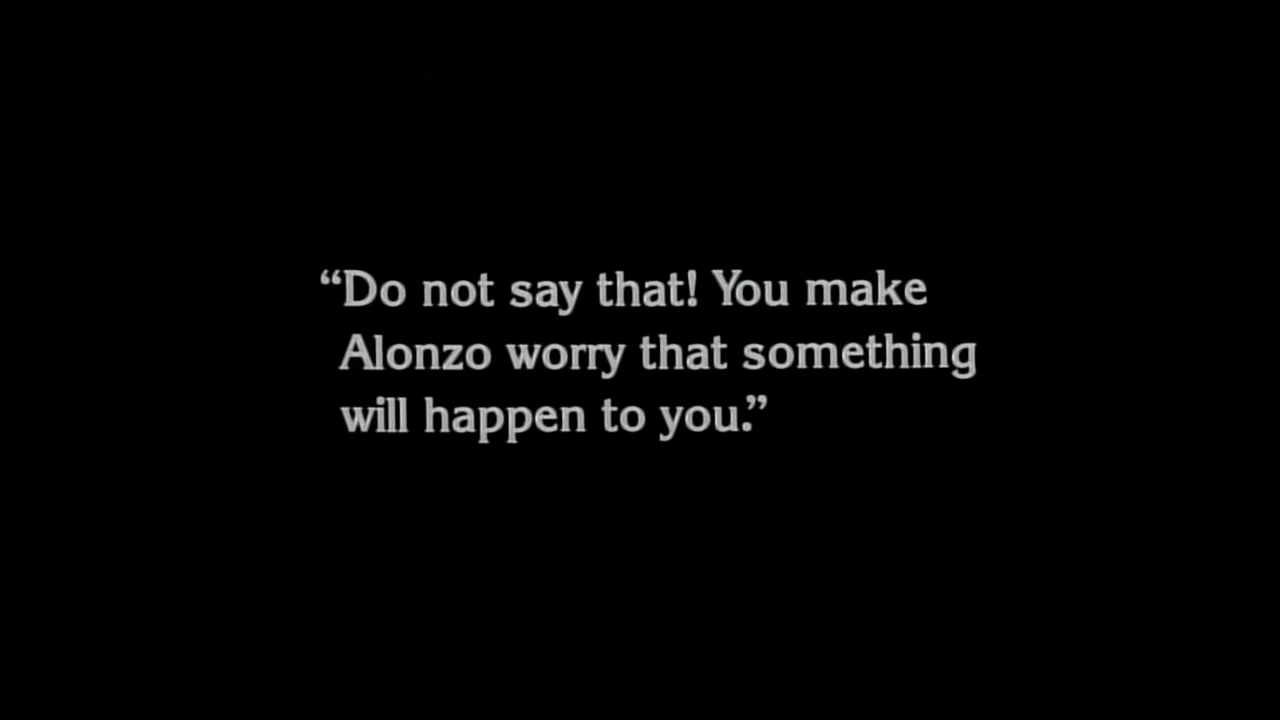 “Do not say that! You make
Alonzo worry that something
will happen to you.”